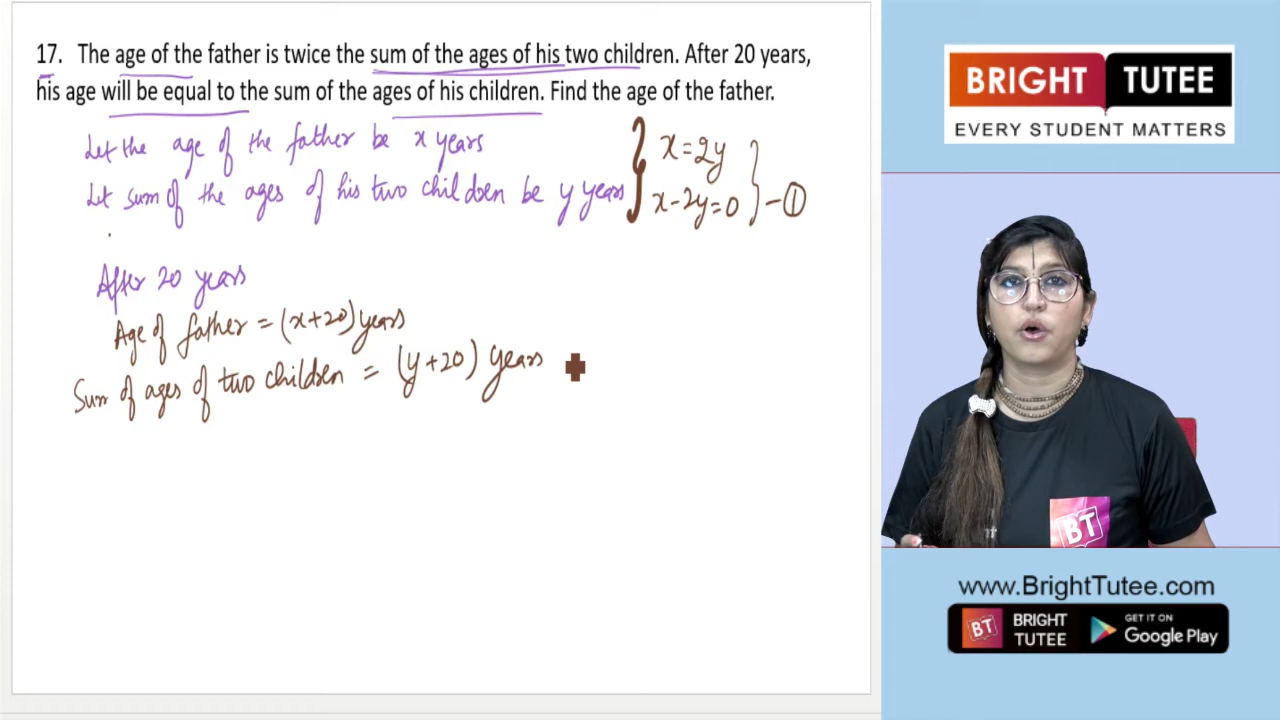 17. The age of the father is twice the sum of the ages of his two children. After 20 years,
his age will be equal to the sum of the ages of his children. Find the age of the father.
Let the age of the father be x years
Let sum of the ages of his two children be y years
x=2y
x-2y=0
-①
After 20 years
Age of father = (x+20) years
Sum of ages of two children = (y+20) years
BRIGHT TUTEE
EVERY STUDENT MATTERS
BT
www.BrightTutee.com
BT BRIGHT TUTEE
GET IT ON
Google Play